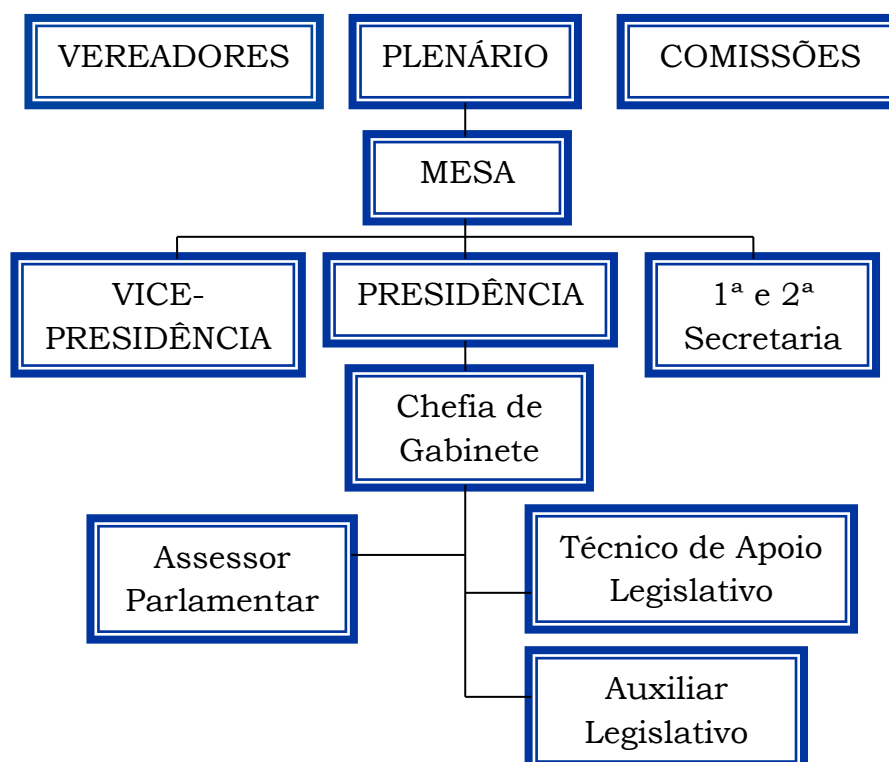 VEREADORES
PLENÁRIO
COMISSÕES
MESA
VICE-
PRESIDÊNCIA
PRESIDÊNCIA
1ª e 2ª
Secretaria
Chefia de
Gabinete
Assessor
Parlamentar
Técnico de Apoio
Legislativo
Auxiliar
Legislativo